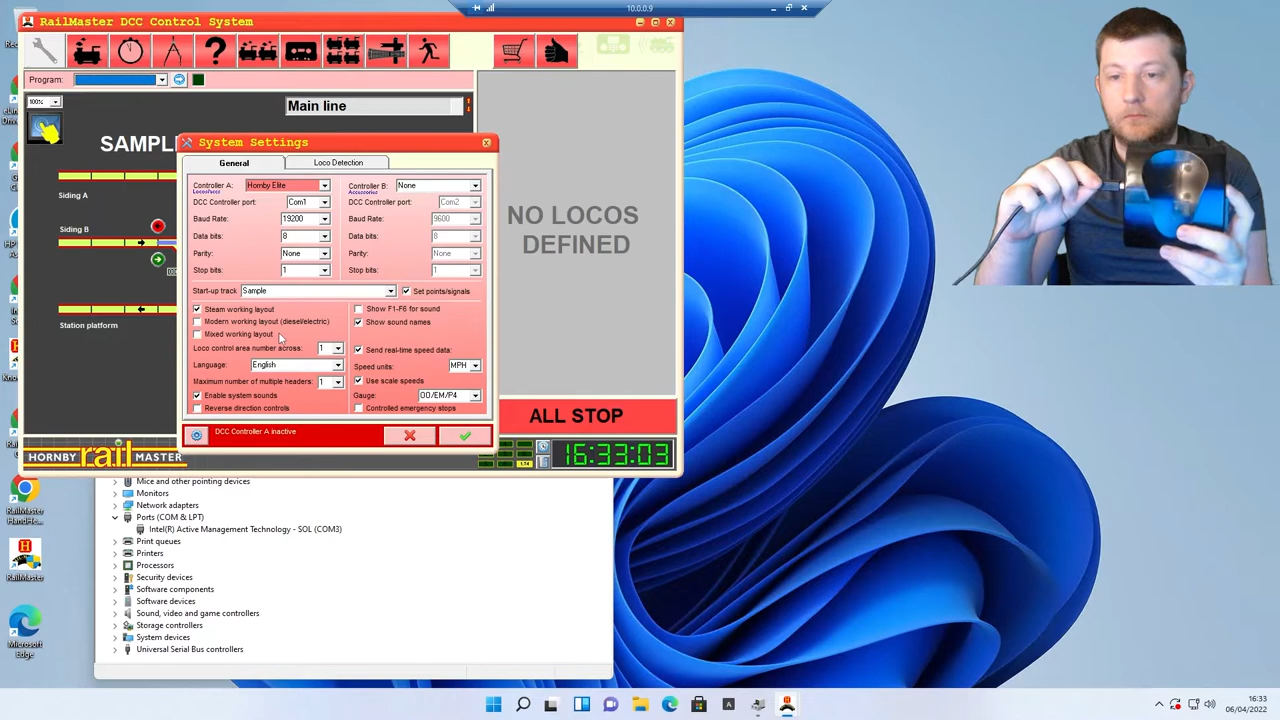 10.0.0.9
RailMaster DCC Control System
Program:
100%
Main line
SAMPL
Siding A
Siding B
Station platform
System Settings
General
Loco Detection
Controller A: Hornby Elite
Locos/accs
Controller B: None
Accessories
DCC Controller port: Com1
DCC Controller port: Com2
Baud Rate: 19200
Baud Rate: 9600
Data bits: 8
Data bits: 8
Parity: None
Parity: None
Stop bits: 1
Stop bits: 1
Start-up track Sample
Set points/signals
Steam working layout
Show F1-F6 for sound
Modern working layout (diesel/electric)
Show sound names
Mixed working layout
Loco control area number across: 1
Send real-time speed data:
Language: English
Speed units: MPH
Maximum number of multiple headers: 1
Use scale speeds
Enable system sounds
Gauge: OO/EM/P4
Reverse direction controls
Controlled emergency stops
DCC Controller A inactive
NO LOCOS
DEFINED
ALL STOP
HORNBY rail MASTER
1.74
16:33:03
Mice and other pointing devices
Monitors
Network adapters
Ports (COM & LPT)
Intel(R) Active Management Technology - SOL (COM3)
Print queues
Printers
Processors
Security devices
Software components
Software devices
Sound, video and game controllers
Storage controllers
System devices
Universal Serial Bus controllers
RailMaster
HandHe...
RailMaster
Microsoft
Edge
16:33
06/04/2022